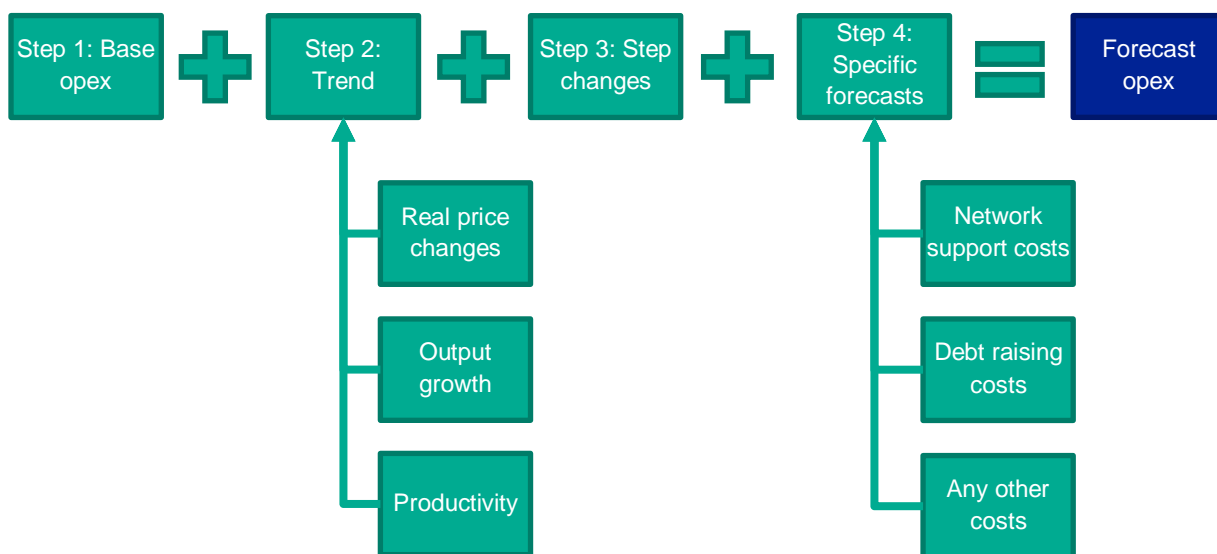 Step 1: Base
opex
Step 2:
Trend
Step 3: Step
changes
Step 4:
Specific
forecasts
Forecast
opex
Real price
changes
Output
growth
Productivity
Network
support costs
Debt raising
costs
Any other
costs